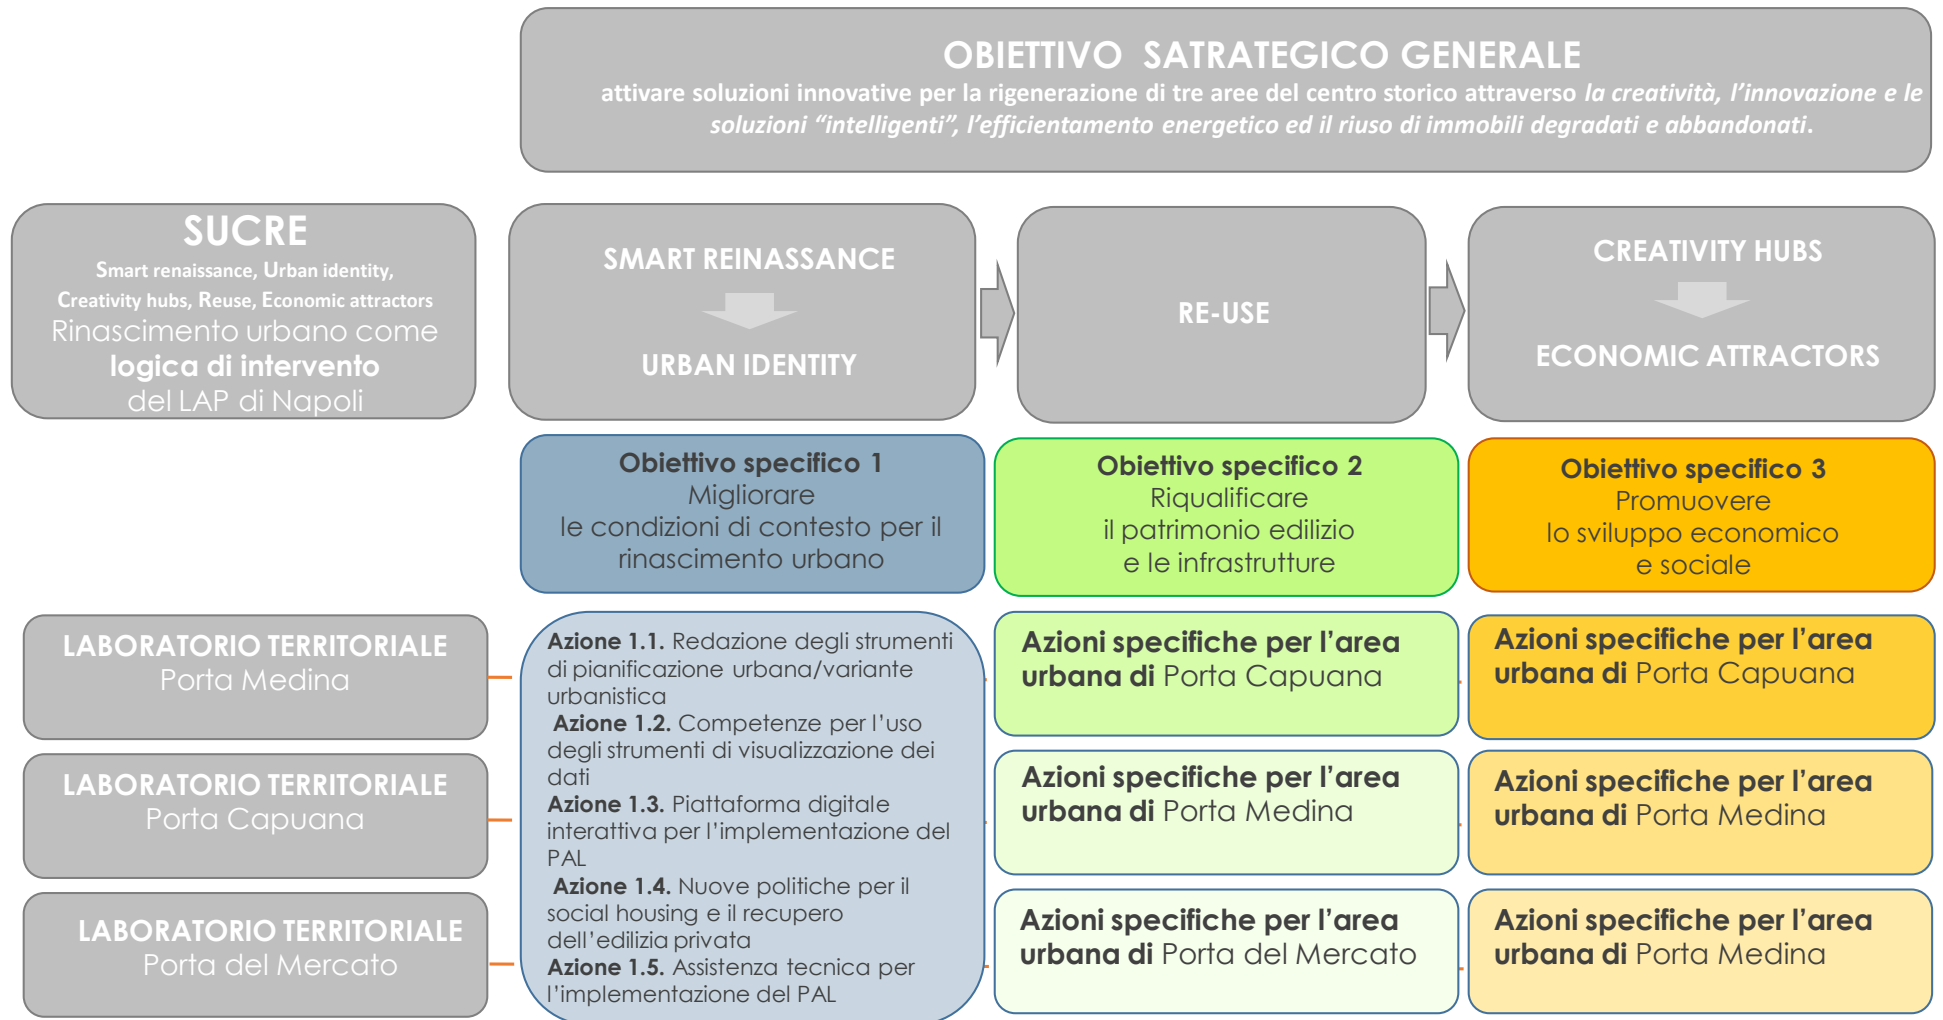 OBIETTIVO SATRATEGICO GENERALE
attivare soluzioni innovative per la rigenerazione di tre aree del centro storico attraverso la creatività, l’innovazione e le
soluzioni “intelligenti”, l’efficientamento energetico ed il riuso di immobili degradati e abbandonati.
SUCRE
Smart renaissance, Urban identity,
Creativity hubs, Reuse, Economic attractors
Rinascimento urbano come
logica di intervento
del LAP di Napoli
SMART REINASSANCE
URBAN IDENTITY
RE-USE
CREATIVITY HUBS
ECONOMIC ATTRACTORS
Obiettivo specifico 1
Migliorare
le condizioni di contesto per il
rinascimento urbano
Obiettivo specifico 2
Riqualificare
il patrimonio edilizio
e le infrastrutture
Obiettivo specifico 3
Promuovere
lo sviluppo economico
e sociale
LABORATORIO TERRITORIALE
Porta Medina
LABORATORIO TERRITORIALE
Porta Capuana
LABORATORIO TERRITORIALE
Porta del Mercato
Azione 1.1. Redazione degli strumenti
di pianificazione urbana/variante
urbanistica
Azione 1.2. Competenze per l’uso
degli strumenti di visualizzazione dei
dati
Azione 1.3. Piattaforma digitale
interattiva per l’implementazione del
PAL
Azione 1.4. Nuove politiche per il
social housing e il recupero
dell’edilizia privata
Azione 1.5. Assistenza tecnica per
l’implementazione del PAL
Azioni specifiche per l’area
urbana di Porta Capuana
Azioni specifiche per l’area
urbana di Porta Medina
Azioni specifiche per l’area
urbana di Porta del Mercato
Azioni specifiche per l’area
urbana di Porta Capuana
Azioni specifiche per l’area
urbana di Porta Medina
Azioni specifiche per l’area
urbana di Porta Medina